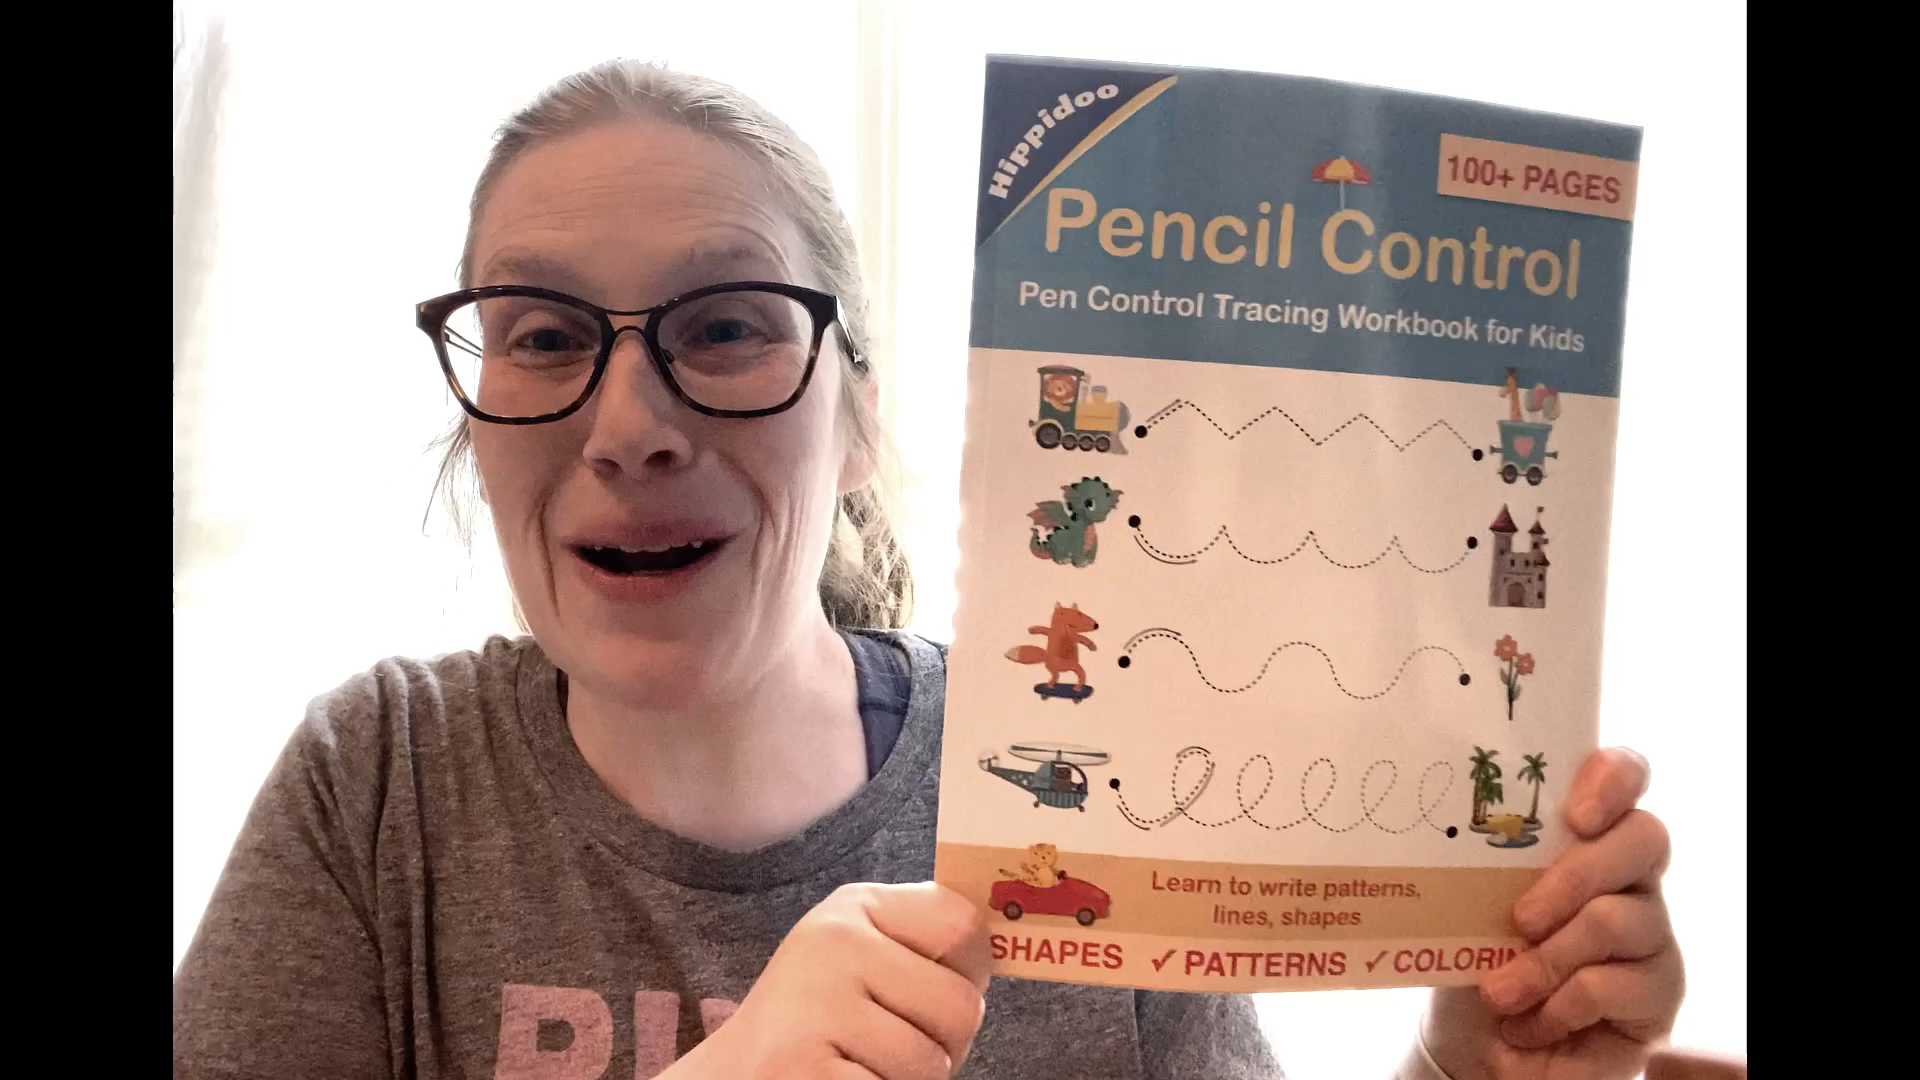 Hippidoo
100+ PAGES
Pencil Control
Pen Control Tracing Workbook for Kids
Learn to write patterns,
lines, shapes
SHAPES ✓ PATTERNS ✓ COLORIN